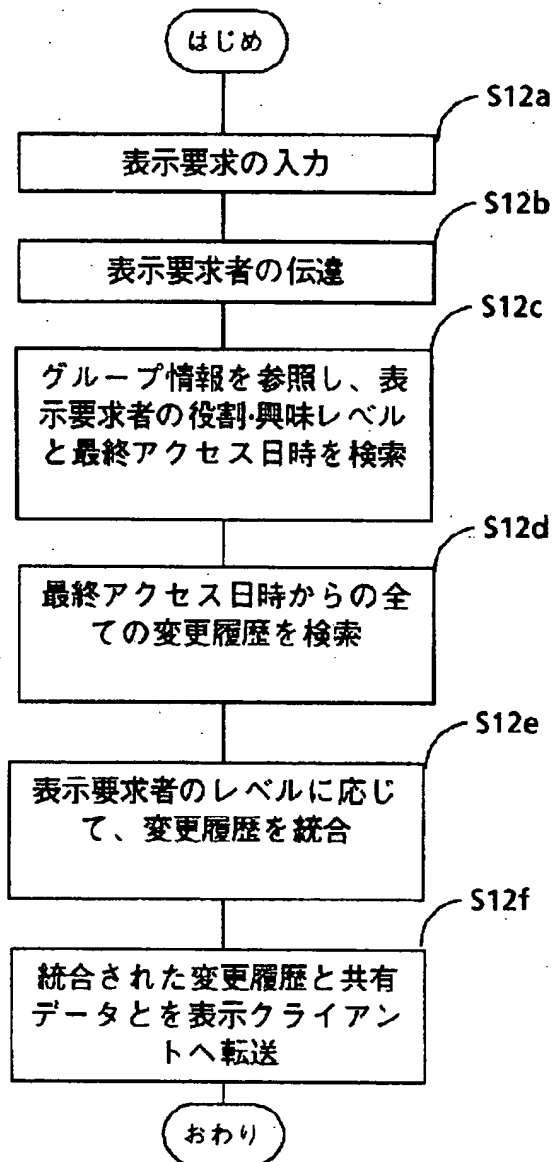 はじめ
S12a
表示要求の入力
S12b
表示要求者の伝達
S12c
グループ情報を参照し、表
示要求者の役割·興味レベル
と最終アクセス日時を検索
S12d
最終アクセス日時からの全
ての変更履歴を検索
S12e
表示要求者のレベルに応じ
て、変更履歴を統合
S12f
統合された変更履歴と共有
データとを表示クライアン
トへ転送
おわり